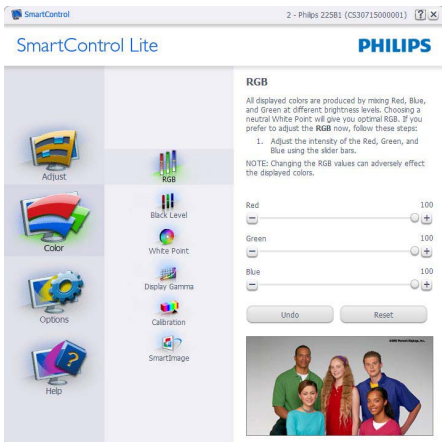 SmartControl
2 - Philips 225B1 (CS30715000001) ? X
SmartControl Lite
PHILIPS
RGB
All displayed colors are produced by mixing Red, Blue,
and Green at different brightness levels. Choosing a
neutral White Point will give you optimal RGB. If you
prefer to adjust the RGB now, follow these steps:
1. Adjust the intensity of the Red, Green, and
Blue using the slider bars.
NOTE: Changing the RGB values can adversely effect
the displayed colors.
Adjust
Color
Options
Help
RGB
Black Level
White Point
Display Gamma
Calibration
SmartImage
Red 100
Green 100
Blue 100
Undo Reset